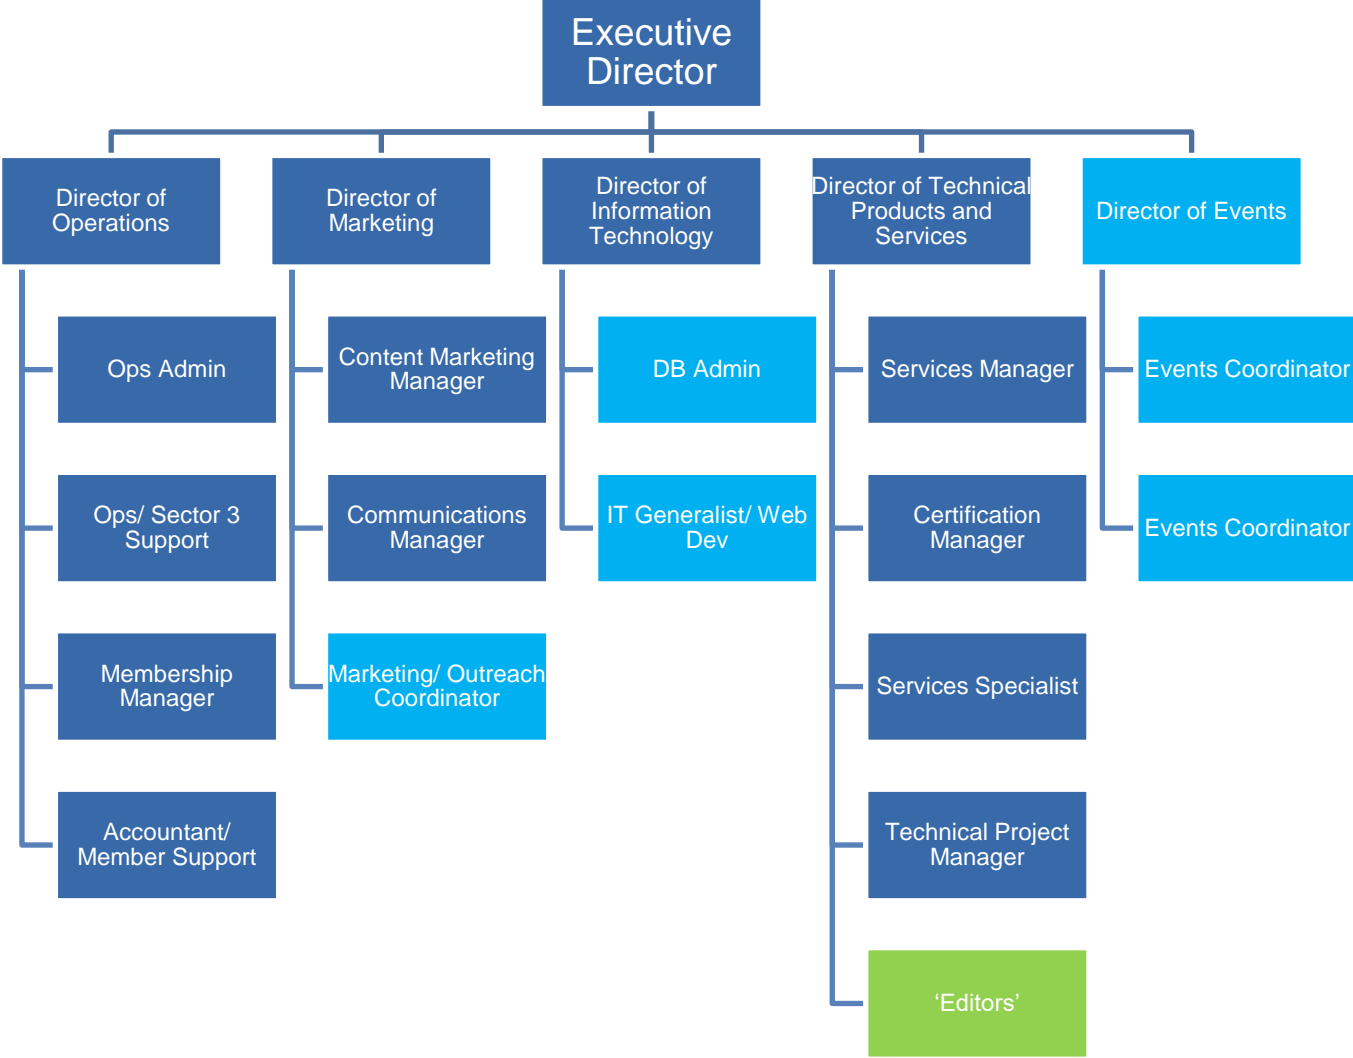 Executive
Director
Director of
Operations
Director of
Marketing
Director of
Information
Technology
Director of Technical
Products and
Services
Director of Events
Ops Admin
Content Marketing
Manager
DB Admin
Services Manager
Events Coordinator
Ops/ Sector 3
Support
Communications
Manager
IT Generalist/ Web
Dev
Certification
Manager
Events Coordinator
Membership
Manager
Marketing/ Outreach
Coordinator
Services Specialist
Accountant/
Member Support
Technical Project
Manager
‘Editors’